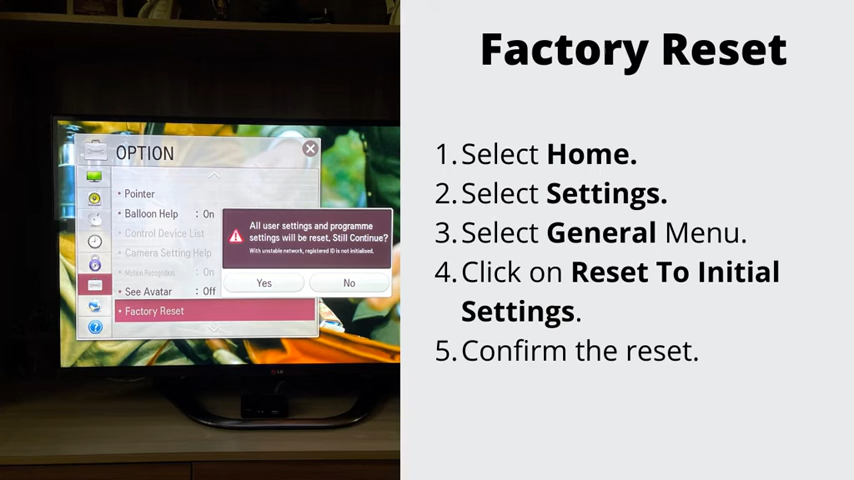 Factory Reset
OPTION
• Pointer
• Balloon Help : On
• Control Device List
• Camera Setting Help
• Motion Recognition : On
• See Avatar : Off
• Factory Reset
All user settings and programme
settings will be reset. Still Continue?
With unstable network, registered ID is not initialised.
Yes No
LG
1. Select Home.
2. Select Settings.
3. Select General Menu.
4. Click on Reset To Initial
Settings.
5. Confirm the reset.